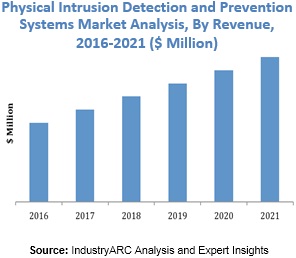 Physical Intrusion Detection and Prevention
Systems Market Analysis, By Revenue,
2016-2021 ($ Million)
$ Million
2016 2017 2018 2019 2020 2021
Source: IndustryARC Analysis and Expert Insights